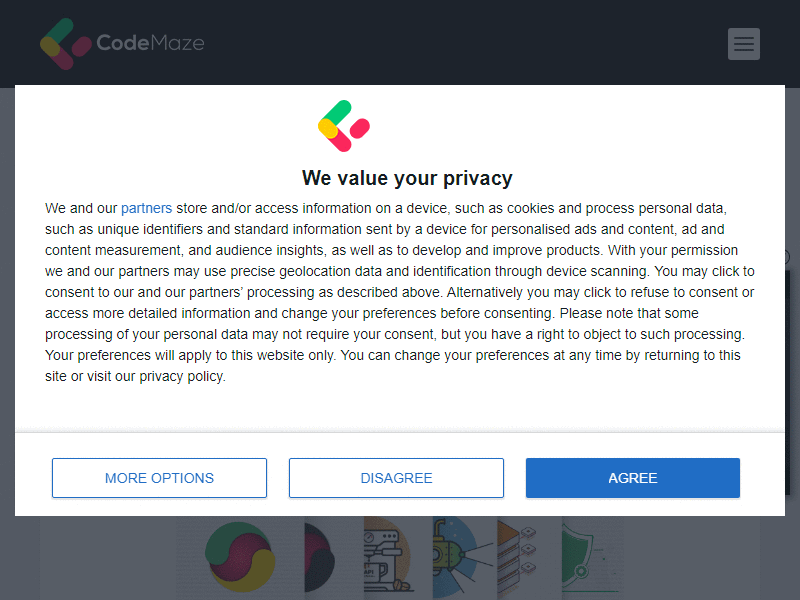 CodeMaze
We value your privacy
We and our partners store and/or access information on a device, such as cookies and process personal data,
such as unique identifiers and standard information sent by a device for personalised ads and content, ad and
content measurement, and audience insights, as well as to develop and improve products. With your permission
we and our partners may use precise geolocation data and identification through device scanning. You may click to
consent to our and our partners’ processing as described above. Alternatively you may click to refuse to consent or
access more detailed information and change your preferences before consenting. Please note that some
processing of your personal data may not require your consent, but you have a right to object to such processing.
Your preferences will apply to this website only. You can change your preferences at any time by returning to this
site or visit our privacy policy.
MORE OPTIONS
DISAGREE
AGREE